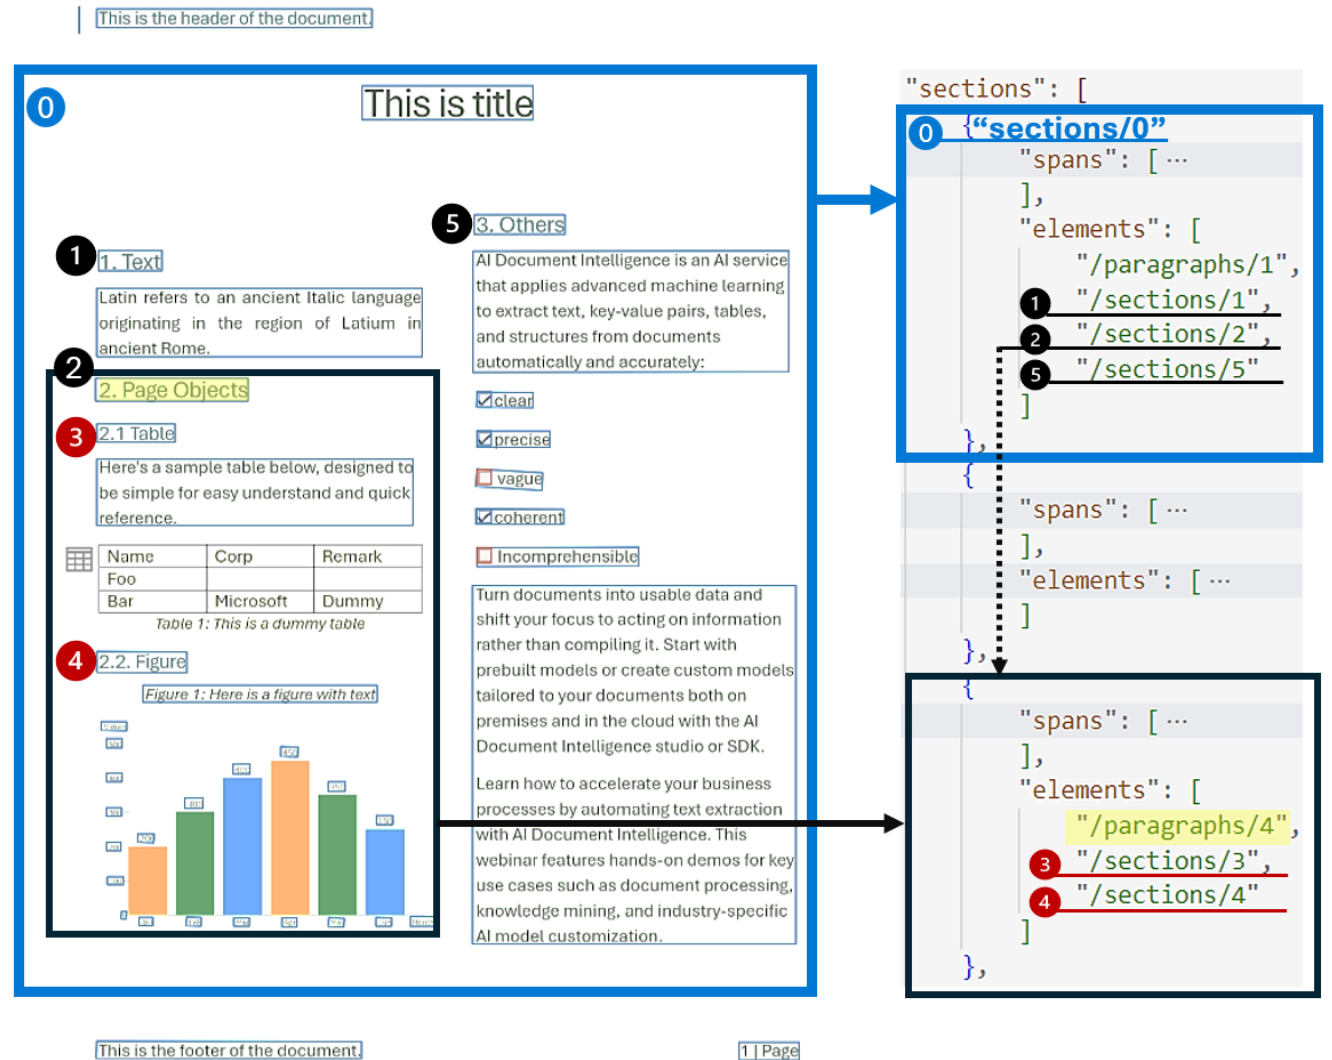 This is the header of the document.
0
This is title
1
1. Text
Latin refers to an ancient Italic language
originating in the region of Latium in
ancient Rome.
2
2. Page Objects
3
2.1 Table
Here's a sample table below, designed to
be simple for easy understand and quick
reference.
Name Corp Remark
Foo
Bar Microsoft Dummy
Table 1: This is a dummy table
4
2.2. Figure
Figure 1: Here is a figure with text
5
3. Others
AI Document Intelligence is an AI service
that applies advanced machine learning
to extract text, key-value pairs, tables,
and structures from documents
automatically and accurately:
clear
precise
vague
coherent
Incomprehensible
Turn documents into usable data and
shift your focus to acting on information
rather than compiling it. Start with
prebuilt models or create custom models
tailored to your documents both on
premises and in the cloud with the AI
Document Intelligence studio or SDK.
Learn how to accelerate your business
processes by automating text extraction
with AI Document Intelligence. This
webinar features hands-on demos for key
use cases such as document processing,
knowledge mining, and industry-specific
AI model customization.
This is the footer of the document.
1 | Page
"sections": [
0 {“sections/0”
"spans": [ ···
],
"elements": [
"/paragraphs/1",
1 "/sections/1",
2 "/sections/2",
5 "/sections/5"
]
},
{
"spans": [ ···
],
"elements": [ ···
]
},
{
"spans": [ ···
],
"elements": [
"/paragraphs/4",
3 "/sections/3",
4 "/sections/4"
]
},